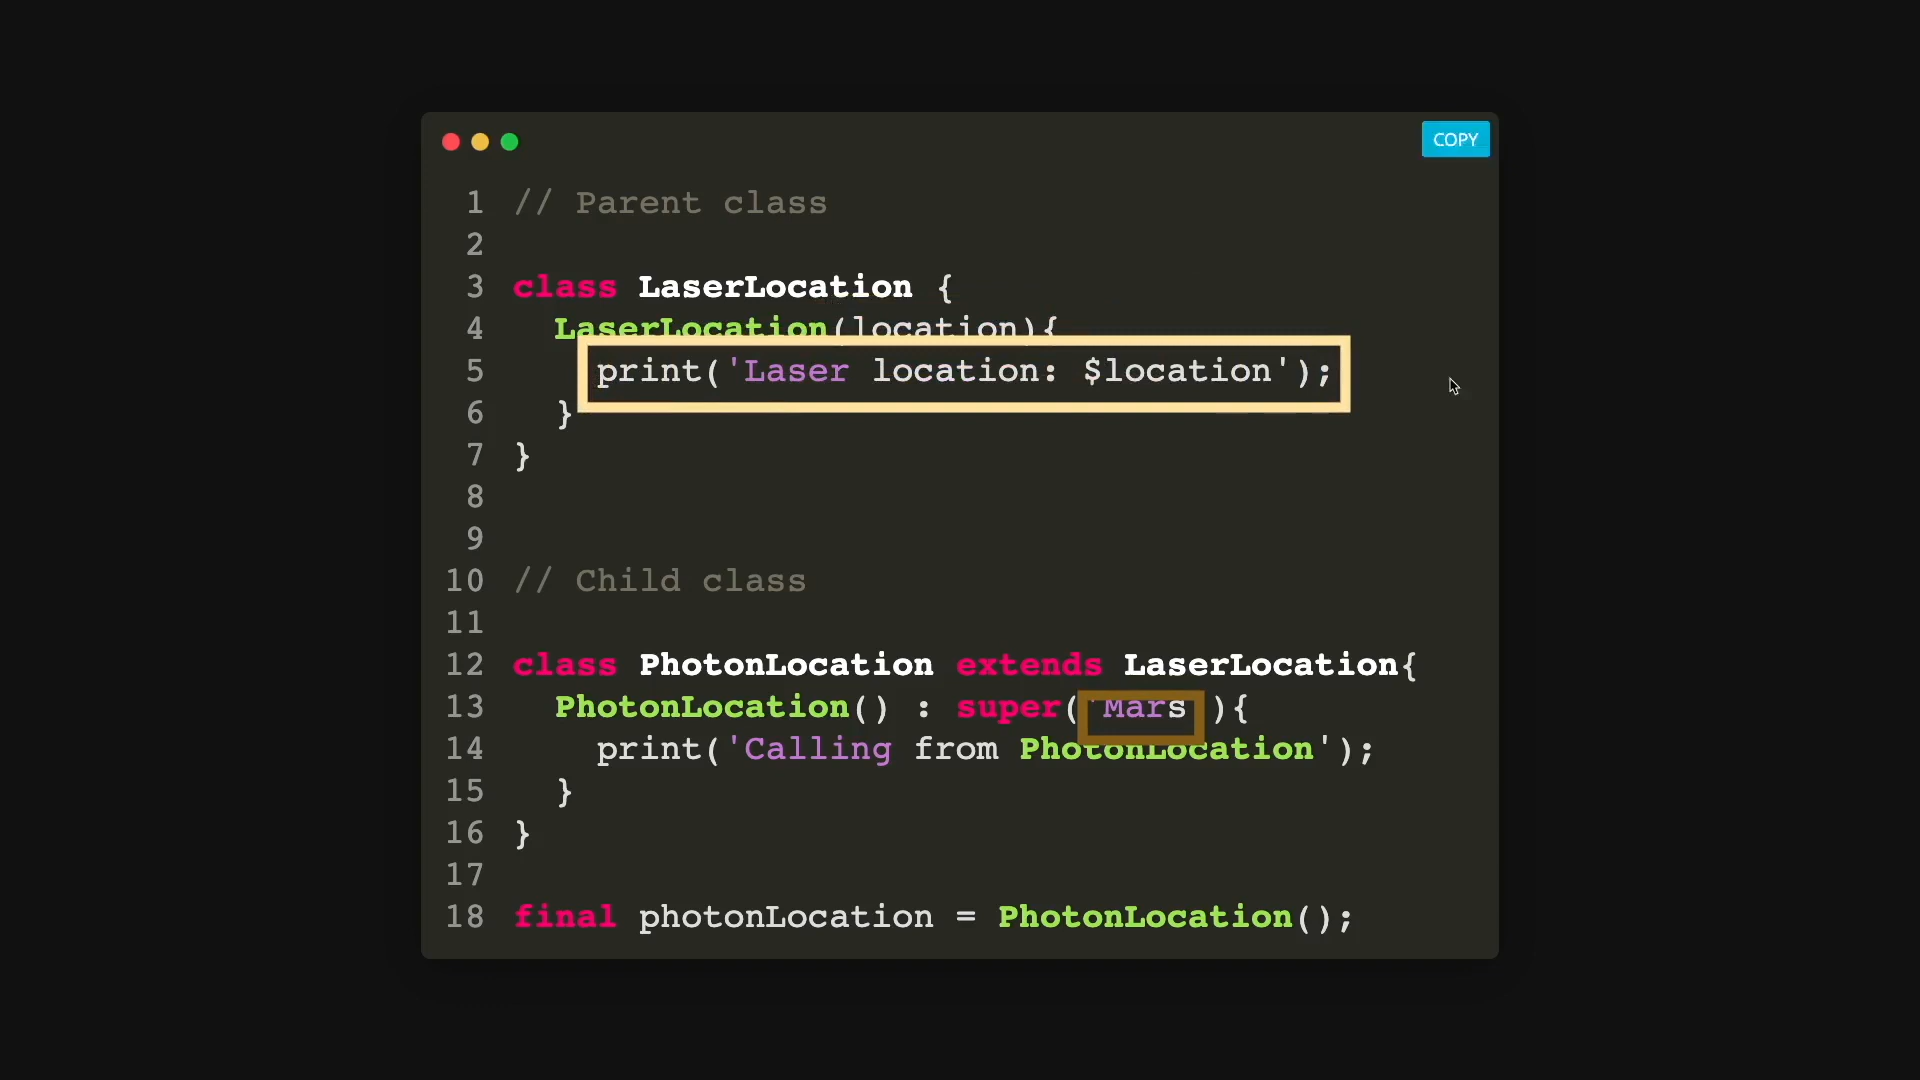 COPY
1 // Parent class
2
3 class LaserLocation {
4 LaserLocation(location){
5 print('Laser location: $location');
6 }
7 }
8
9
10 // Child class
11
12 class PhotonLocation extends LaserLocation{
13 PhotonLocation() : super('Mars'){
14 print('Calling from PhotonLocation');
15 }
16 }
17
18 final photonLocation = PhotonLocation();